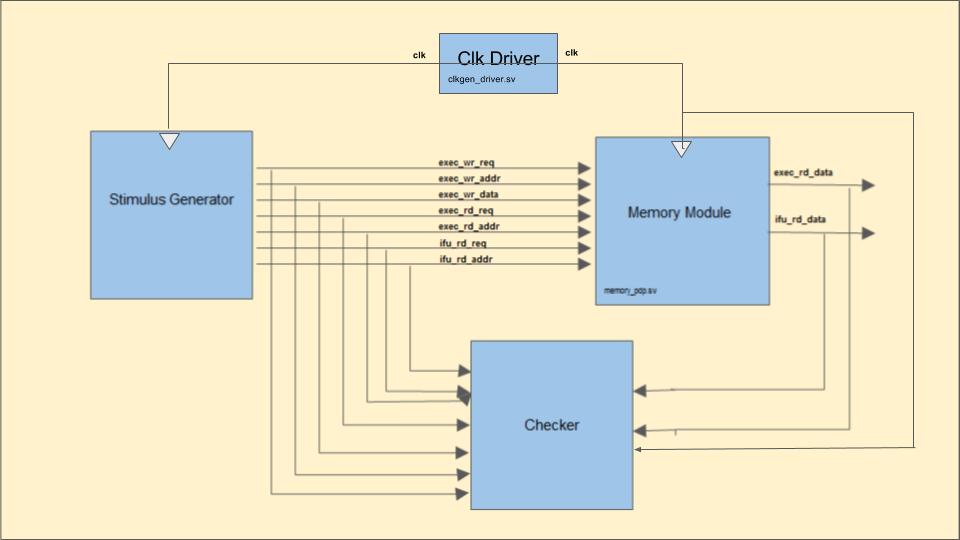 clk
Clk Driver
clk
clkgen_driver.sv
Stimulus Generator
exec_wr_req
exec_wr_addr
exec_wr_data
exec_rd_req
exec_rd_addr
ifu_rd_req
ifu_rd_addr
Memory Module
memory_pdp.sv
exec_rd_data
ifu_rd_data
Checker